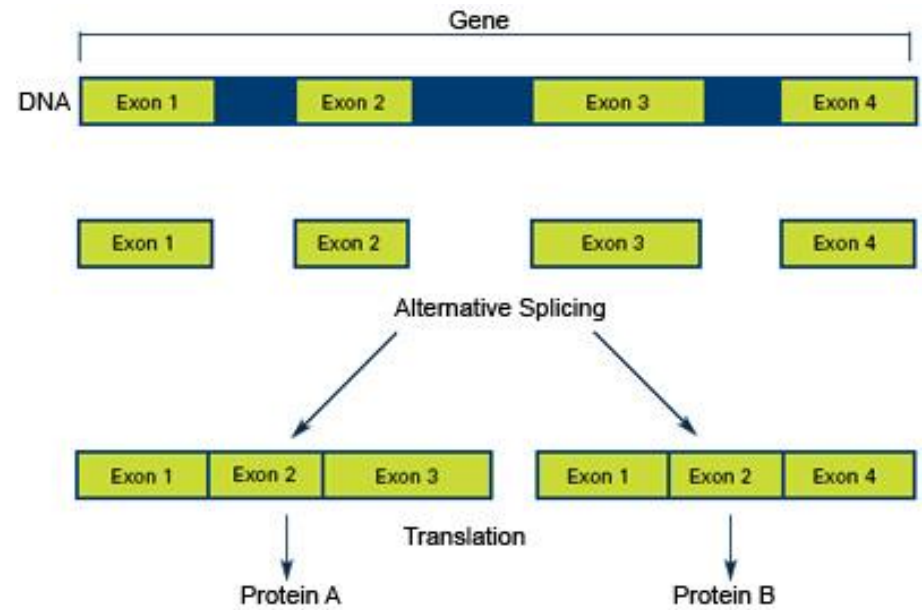 Gene
DNA Exon 1 Exon 2 Exon 3 Exon 4
Exon 1 Exon 2 Exon 3 Exon 4
Alternative Splicing
Exon 1 Exon 2 Exon 3 Exon 1 Exon 2 Exon 4
Translation
Protein A Protein B